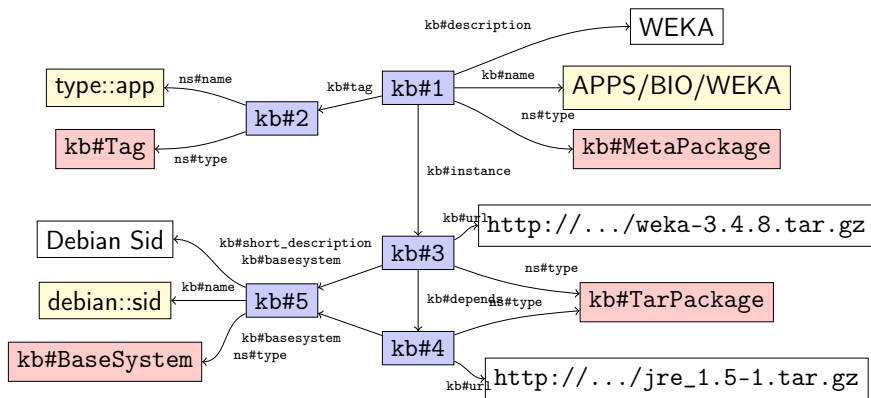 kb#description
WEKA
ns#name
type::app
kb#tag
kb#1
kb#name
APPS/BIO/WEKA
kb#2
ns#type
kb#Tag
ns#type
kb#MetaPackage
kb#instance
kb#url
http://.../weka-3.4.8.tar.gz
Debian Sid
kb#short_description
kb#basesystem
kb#3
ns#type
kb#name
debian::sid
kb#5
kb#depends
ns#type
kb#TarPackage
kb#basesystem
ns#type
kb#BaseSystem
kb#4
kb#url
http://.../jre_1.5-1.tar.gz